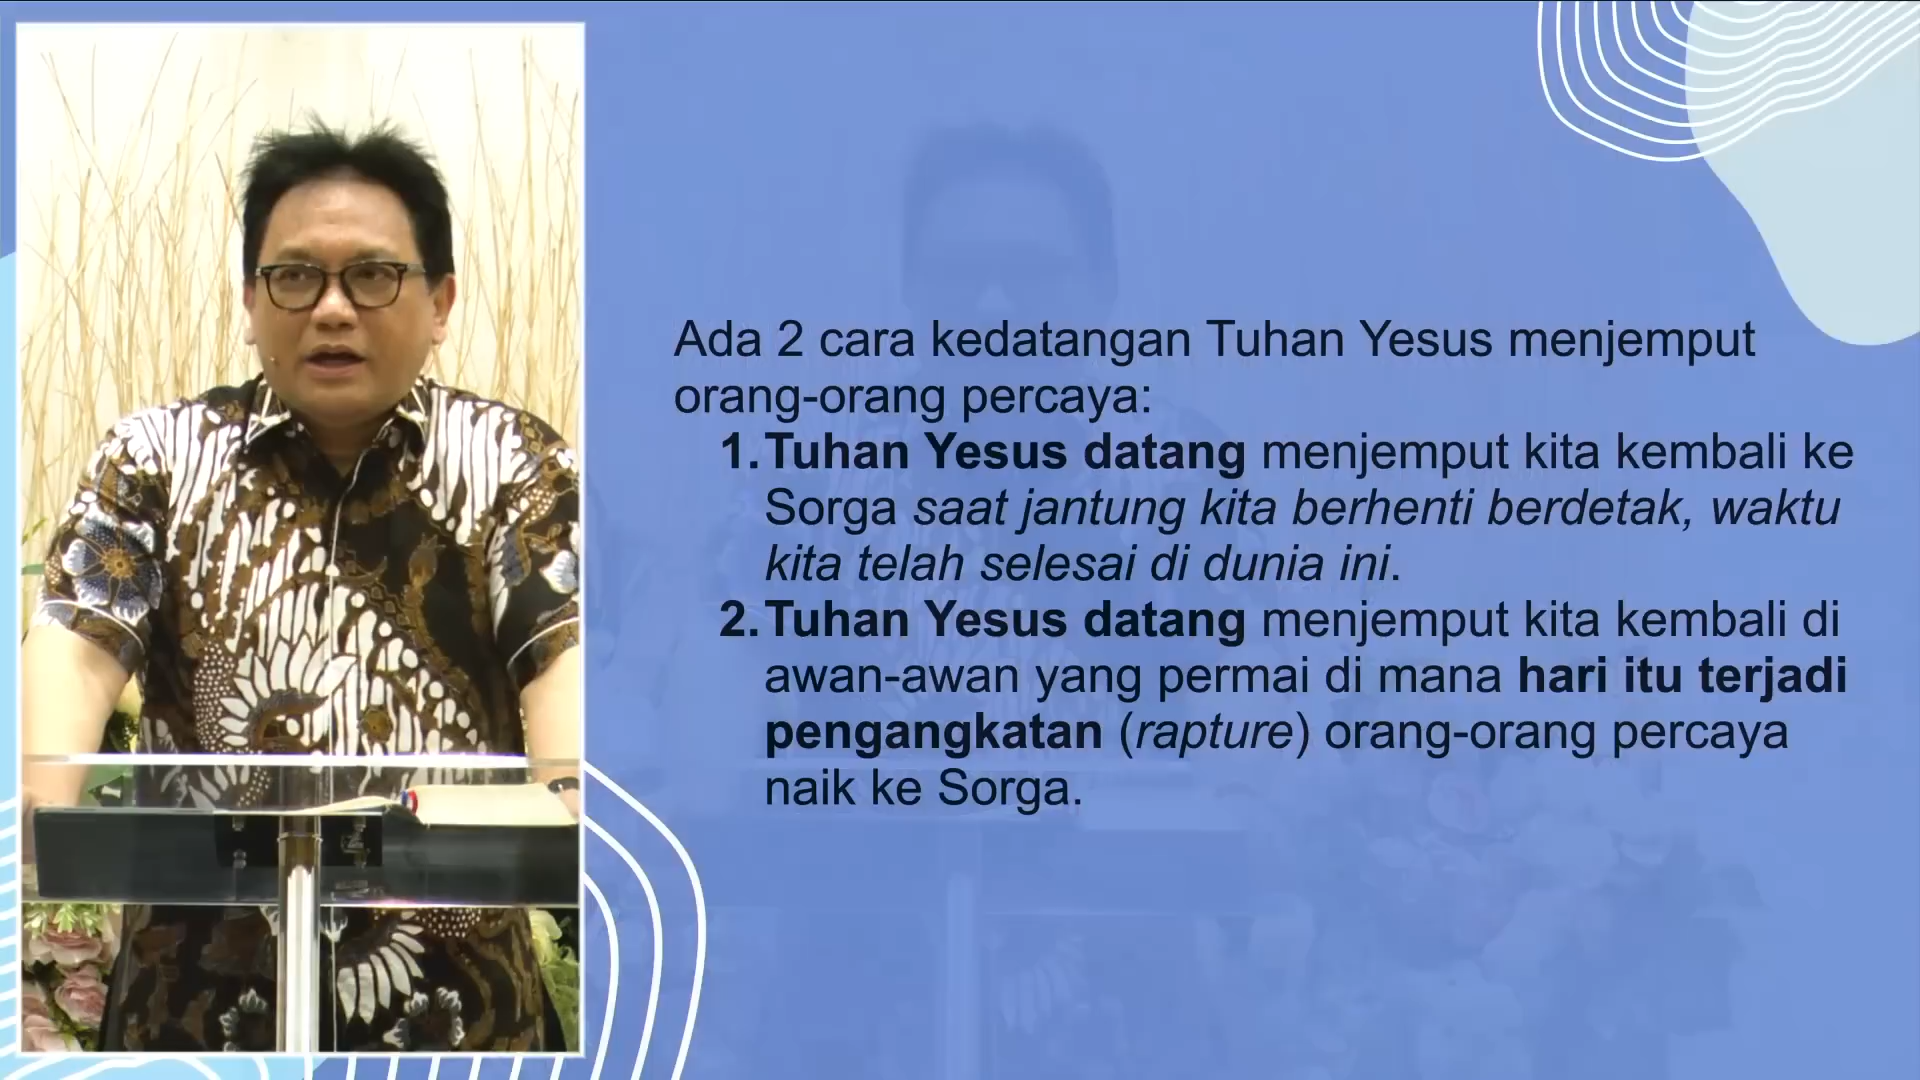 Ada 2 cara kedatangan Tuhan Yesus menjemput
orang-orang percaya:
1. Tuhan Yesus datang menjemput kita kembali ke
Sorga saat jantung kita berhenti berdetak, waktu
kita telah selesai di dunia ini.
2. Tuhan Yesus datang menjemput kita kembali di
awan-awan yang permai di mana hari itu terjadi
pengangkatan (rapture) orang-orang percaya
naik ke Sorga.